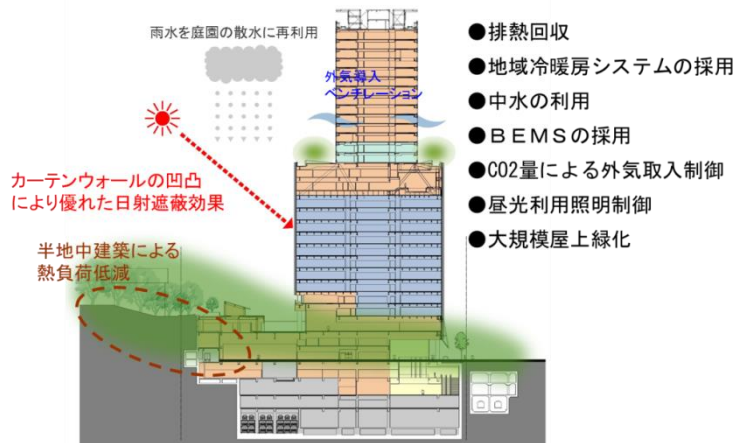 雨水を庭園の散水に再利用
外気導入
ベンチレーション
カーテンウォールの凹凸
により優れた日射遮蔽効果
半地中建築による
熱負荷低減
●排熱回収
●地域冷暖房システムの採用
●中水の利用
●ＢＥＭＳの採用
●CO2量による外気取入制御
●昼光利用照明制御
●大規模屋上緑化